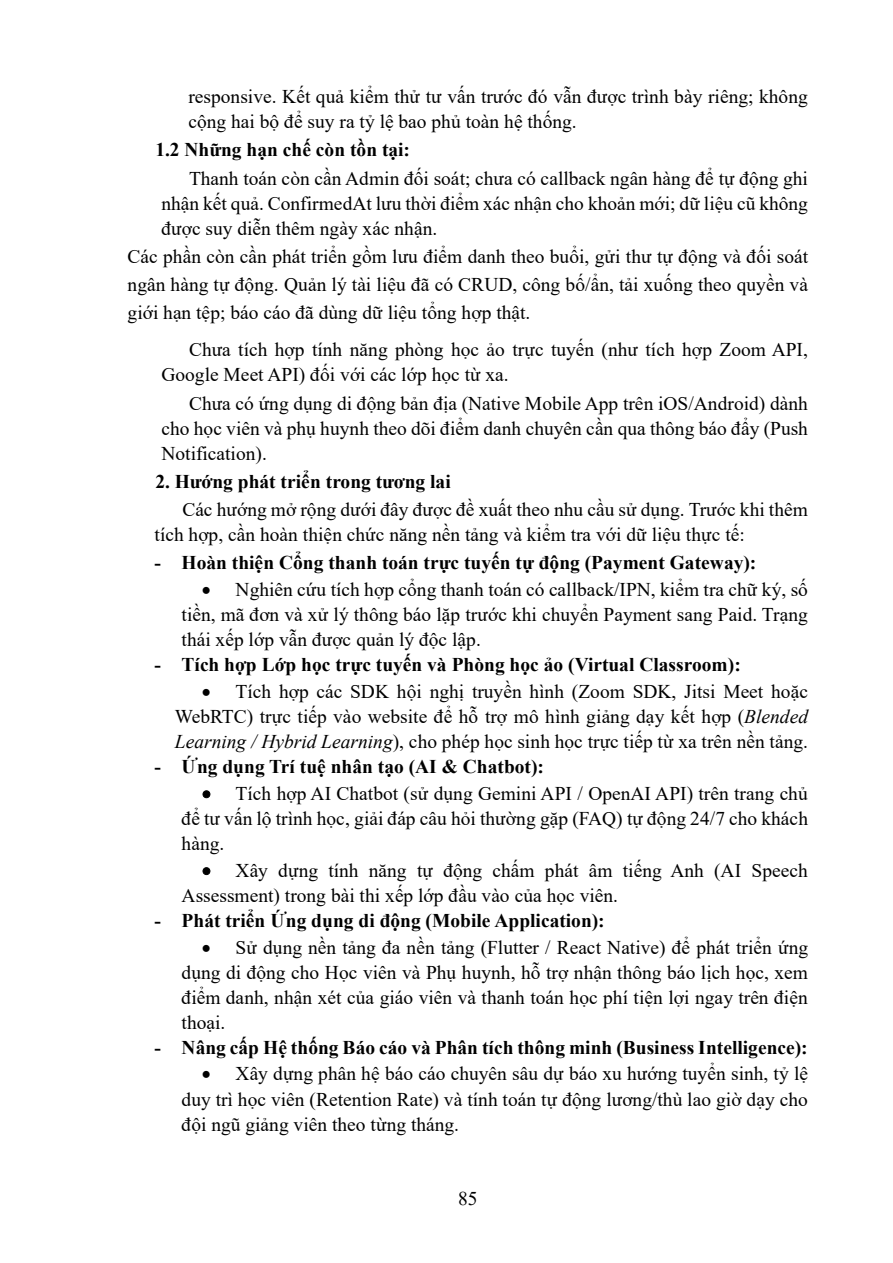 responsive. Kết quả kiểm thử tư vấn trước đó vẫn được trình bày riêng; không
cộng hai bộ để suy ra tỷ lệ bao phủ toàn hệ thống.
1.2 Những hạn chế còn tồn tại:
Thanh toán còn cần Admin đối soát; chưa có callback ngân hàng để tự động ghi
nhận kết quả. ConfirmedAt lưu thời điểm xác nhận cho khoản mới; dữ liệu cũ không
được suy diễn thêm ngày xác nhận.
Các phần còn cần phát triển gồm lưu điểm danh theo buổi, gửi thư tự động và đối soát
ngân hàng tự động. Quản lý tài liệu đã có CRUD, công bố/ẩn, tải xuống theo quyền và
giới hạn tệp; báo cáo đã dùng dữ liệu tổng hợp thật.
Chưa tích hợp tính năng phòng học ảo trực tuyến (như tích hợp Zoom API,
Google Meet API) đối với các lớp học từ xa.
Chưa có ứng dụng di động bản địa (Native Mobile App trên iOS/Android) dành
cho học viên và phụ huynh theo dõi điểm danh chuyên cần qua thông báo đẩy (Push
Notification).
2. Hướng phát triển trong tương lai
Các hướng mở rộng dưới đây được đề xuất theo nhu cầu sử dụng. Trước khi thêm
tích hợp, cần hoàn thiện chức năng nền tảng và kiểm tra với dữ liệu thực tế:
- Hoàn thiện Cổng thanh toán trực tuyến tự động (Payment Gateway):
• Nghiên cứu tích hợp cổng thanh toán có callback/IPN, kiểm tra chữ ký, số
tiền, mã đơn và xử lý thông báo lặp trước khi chuyển Payment sang Paid. Trạng
thái xếp lớp vẫn được quản lý độc lập.
- Tích hợp Lớp học trực tuyến và Phòng học ảo (Virtual Classroom):
• Tích hợp các SDK hội nghị truyền hình (Zoom SDK, Jitsi Meet hoặc
WebRTC) trực tiếp vào website để hỗ trợ mô hình giảng dạy kết hợp (Blended
Learning / Hybrid Learning), cho phép học sinh học trực tiếp từ xa trên nền tảng.
- Ứng dụng Trí tuệ nhân tạo (AI & Chatbot):
• Tích hợp AI Chatbot (sử dụng Gemini API / OpenAI API) trên trang chủ
để tư vấn lộ trình học, giải đáp câu hỏi thường gặp (FAQ) tự động 24/7 cho khách
hàng.
• Xây dựng tính năng tự động chấm phát âm tiếng Anh (AI Speech
Assessment) trong bài thi xếp lớp đầu vào của học viên.
- Phát triển Ứng dụng di động (Mobile Application):
• Sử dụng nền tảng đa nền tảng (Flutter / React Native) để phát triển ứng
dụng di động cho Học viên và Phụ huynh, hỗ trợ nhận thông báo lịch học, xem
điểm danh, nhận xét của giáo viên và thanh toán học phí tiện lợi ngay trên điện
thoại.
- Nâng cấp Hệ thống Báo cáo và Phân tích thông minh (Business Intelligence):
• Xây dựng phân hệ báo cáo chuyên sâu dự báo xu hướng tuyển sinh, tỷ lệ
duy trì học viên (Retention Rate) và tính toán tự động lương/thù lao giờ dạy cho
đội ngũ giảng viên theo từng tháng.
85